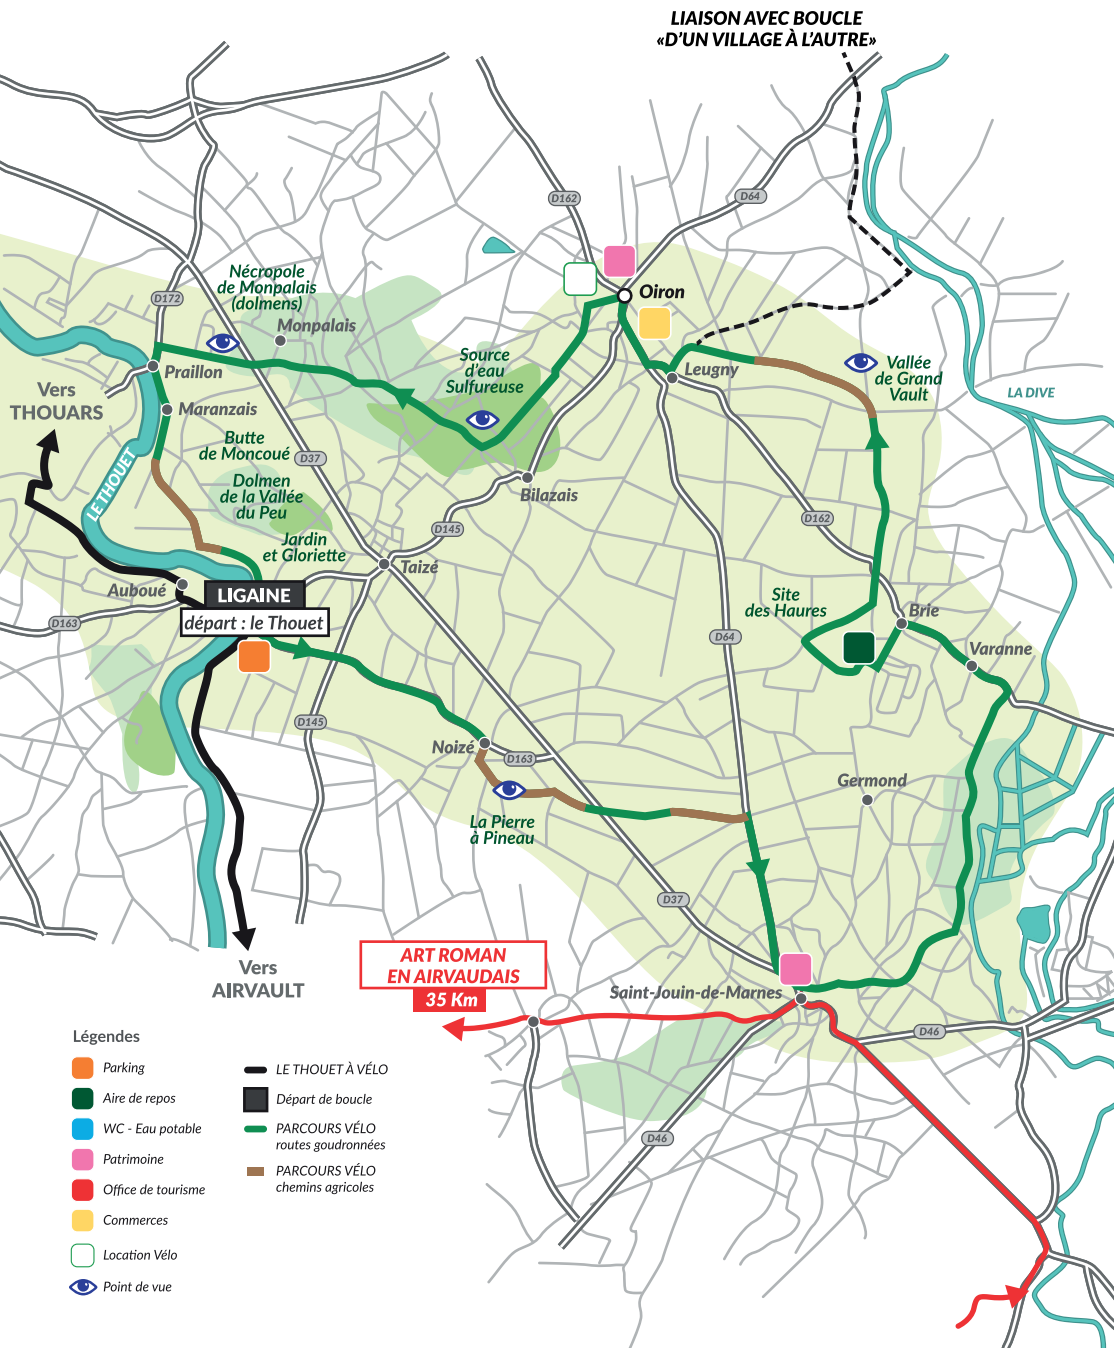 LIAISON AVEC BOUCLE
«D'UN VILLAGE À L'AUTRE»
D162
D64
Nécropole
de Monpalais
(dolmens)
D172
Monpalais
Oiron
Source
d'eau
Sulfureuse
Praillon
Leugny
Vallée
de Grand
Vault
LA DIVE
Vers
THOUARS
Maranzais
Butte
de Moncoué
D37
LE THOUET
Dolmen
de la Vallée
du Peu
Bilazais
D145
D162
Jardin
et Gloriette
Taizé
Auboué
LIGAINE
départ : le Thouet
D163
Site
des Haures
Brie
D64
Varanne
D145
Noizé
D163
Germond
La Pierre
à Pineau
D37
Vers
AIRVAULT
ART ROMAN
EN AIRVAUDAIS
35 Km
Saint-Jouin-de-Marnes
D46
D46
Légendes
Parking
Aire de repos
WC - Eau potable
Patrimoine
Office de tourisme
Commerces
Location Vélo
Point de vue
LE THOUET À VÉLO
Départ de boucle
PARCOURS VÉLO
routes goudronnées
PARCOURS VÉLO
chemins agricoles